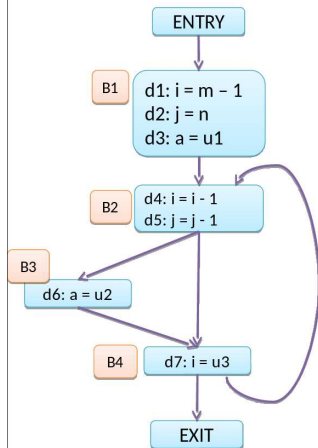 ENTRY
B1
d1: i = m – 1
d2: j = n
d3: a = u1
B2
d4: i = i - 1
d5: j = j - 1
B3
d6: a = u2
B4
d7: i = u3
EXIT